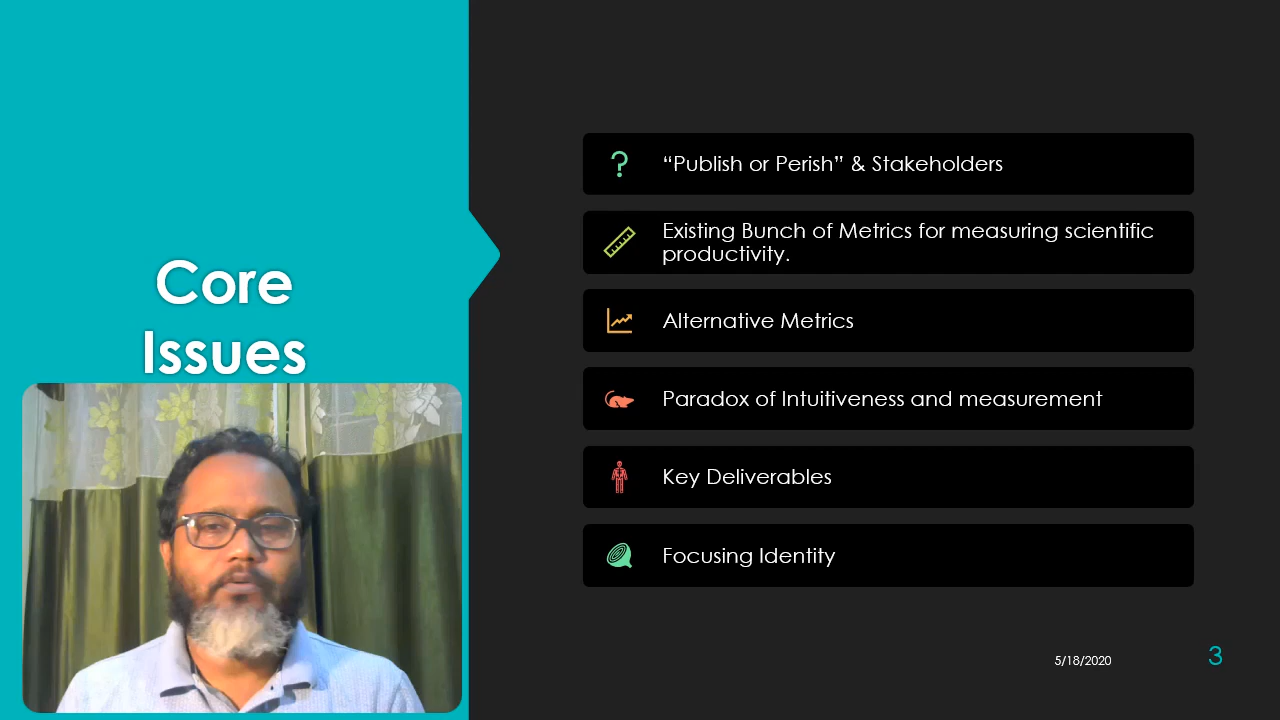 Core
Issues
“Publish or Perish” & Stakeholders
Existing Bunch of Metrics for measuring scientific
productivity.
Alternative Metrics
Paradox of Intuitiveness and measurement
Key Deliverables
Focusing Identity
5/18/2020
3